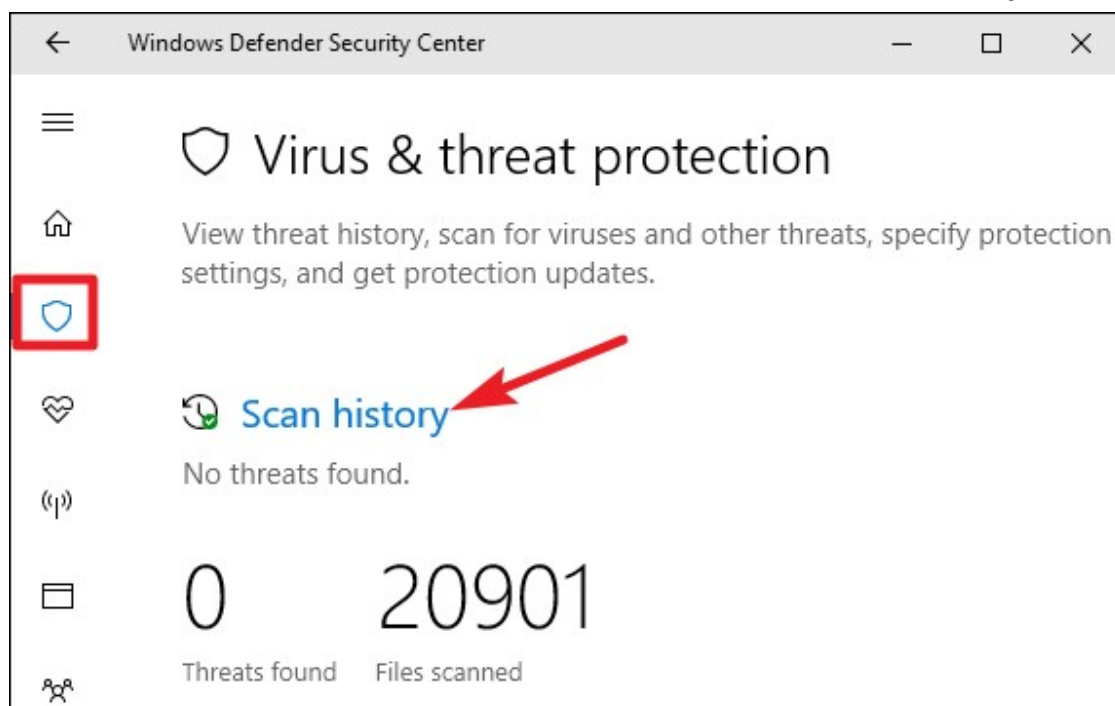 Windows Defender Security Center
Virus & threat protection
View threat history, scan for viruses and other threats, specify protection
settings, and get protection updates.
Scan history
No threats found.
0 20901
Threats found Files scanned